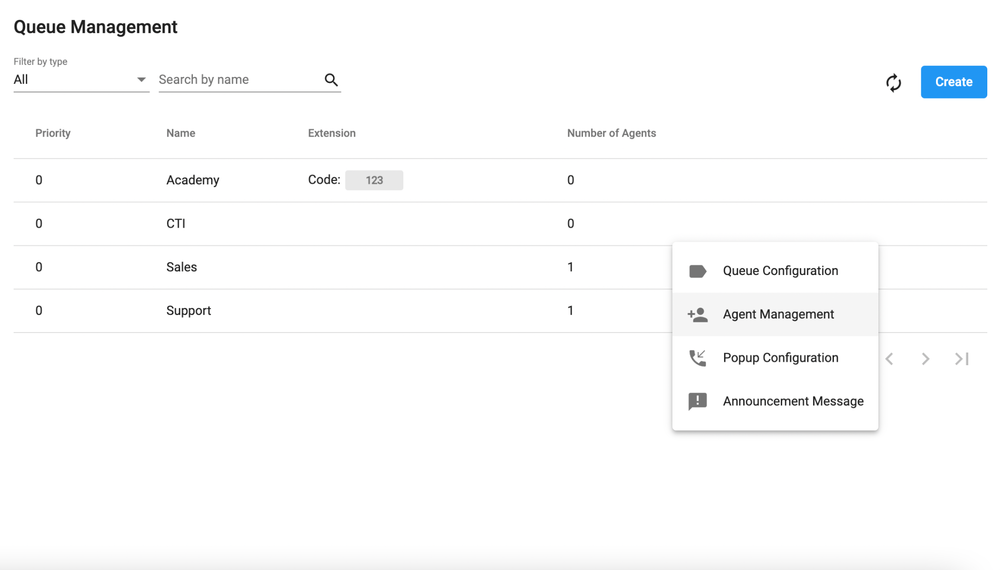 Queue Management
Filter by type
All
Search by name
Create
Priority Name Extension Number of Agents
0 Academy Code: 123 0
0 CTI 0
0 Sales 1
0 Support 1
Queue Configuration
Agent Management
Popup Configuration
Announcement Message